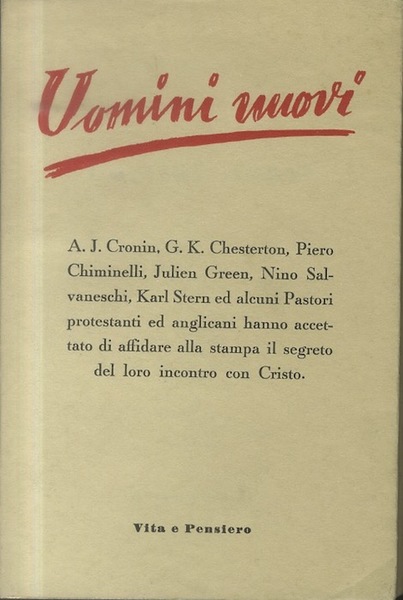 Uomini nuovi
A. J. Cronin, G. K. Chesterton, Piero
Chiminelli, Julien Green, Nino Sal-
vaneschi, Karl Stern ed alcuni Pastori
protestanti ed anglicani hanno accet-
tato di affidare alla stampa il segreto
del loro incontro con Cristo.
Vita e Pensiero